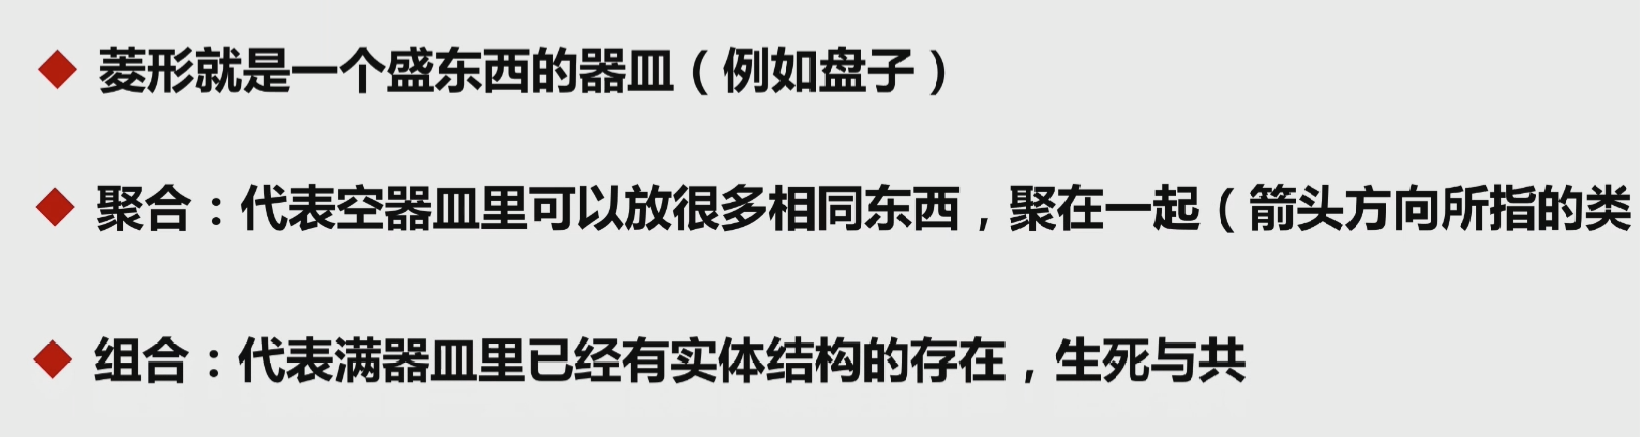 菱形就是一个盛东西的器皿（例如盘子）
聚合：代表空器皿里可以放很多相同东西，聚在一起（箭头方向所指的类
组合：代表满器皿里已经有实体结构的存在，生死与共